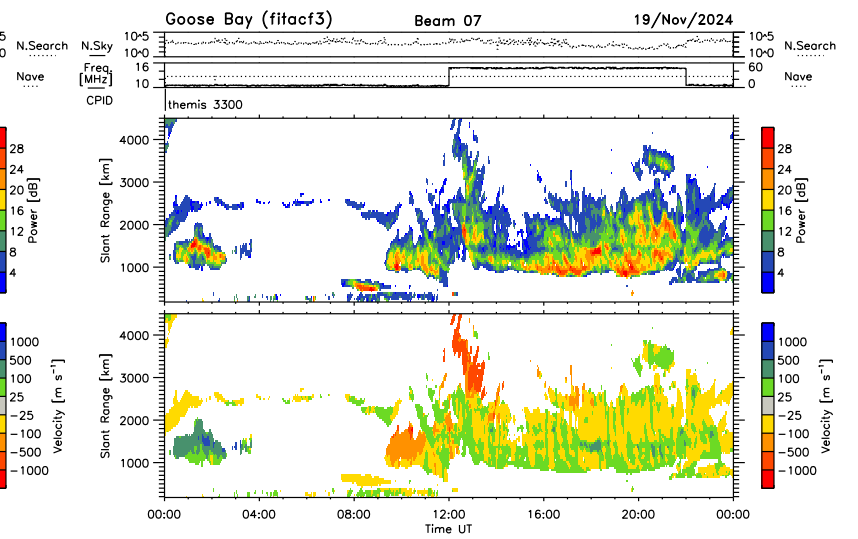 Goose Bay (fitacf3) Beam 07 19/Nov/2024
5 N.Search N.Sky 10^5 10^5 N.Search
0 10^0 10^0
Nave Freq. [MHz] 16 10 60 0 Nave
CPID
themis 3300
28 24 20 16 12 8 4
Power [dB]
Slant Range [km]
4000
3000
2000
1000
28 24 20 16 12 8 4
Power [dB]
1000 500 100 25 -25 -100 -500 -1000
Velocity [m s⁻¹]
Slant Range [km]
4000
3000
2000
1000
1000 500 100 25 -25 -100 -500 -1000
Velocity [m s⁻¹]
00:00 04:00 08:00 12:00 16:00 20:00 00:00
Time UT